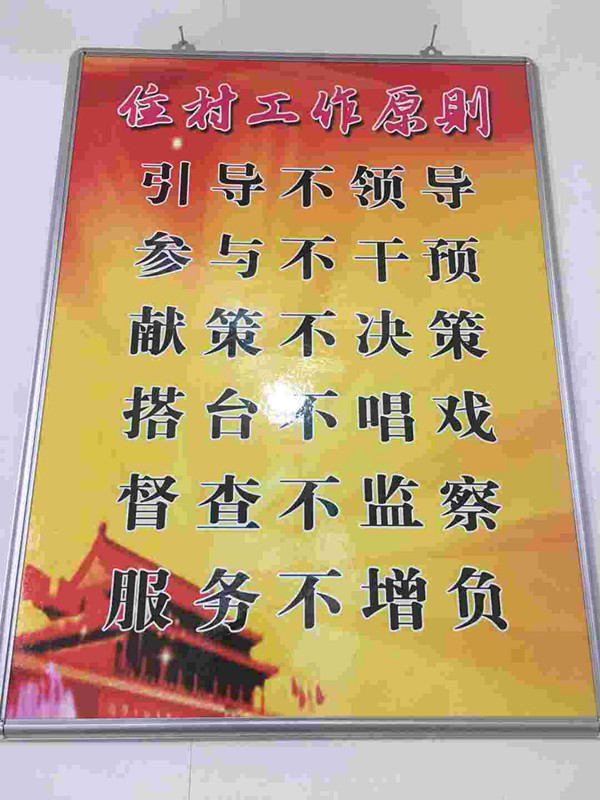 住村工作原則
引导不领导
参与不干预
献策不决策
搭台不唱戏
督查不监察
服务不增负